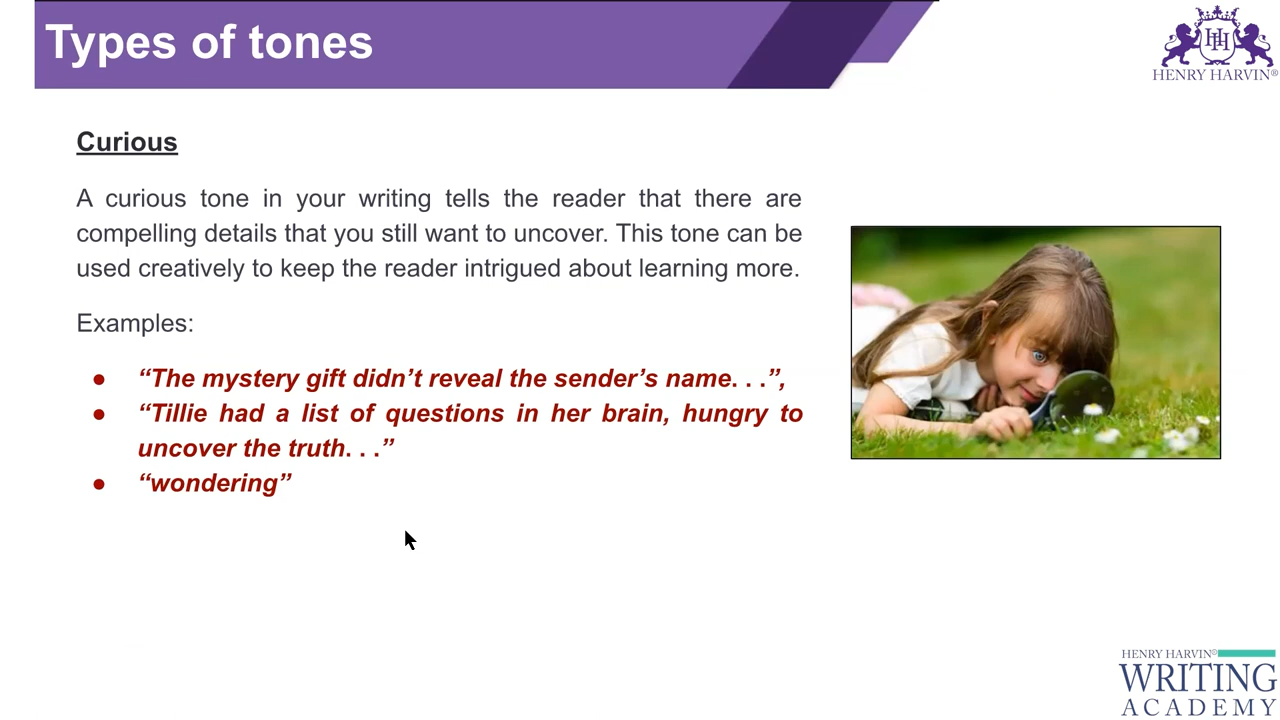 Types of tones
HENRY HARVIN®
Curious
A curious tone in your writing tells the reader that there are
compelling details that you still want to uncover. This tone can be
used creatively to keep the reader intrigued about learning more.
Examples:
● “The mystery gift didn’t reveal the sender’s name. . .”,
● “Tillie had a list of questions in her brain, hungry to
uncover the truth. . .”
● “wondering”
HENRY HARVIN®
WRITING
ACADEMY